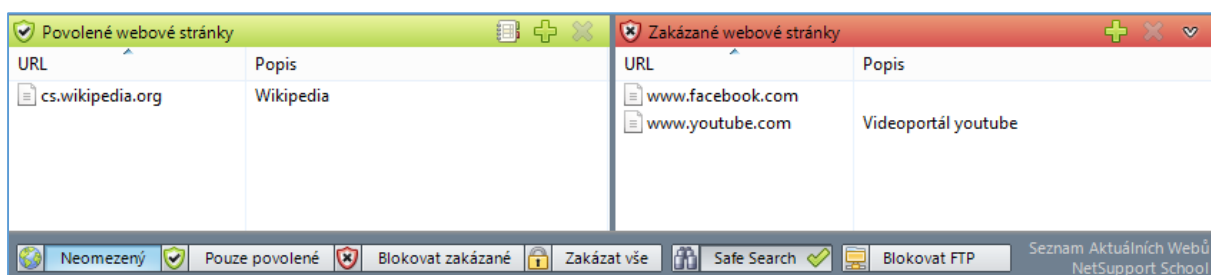 Povolené webové stránky
URL Popis
cs.wikipedia.org Wikipedia
Zakázané webové stránky
URL Popis
www.facebook.com
www.youtube.com Videoportál youtube
Neomezený Pouze povolené Blokovat zakázané Zakázat vše Safe Search Blokovat FTP
Seznam Aktuálních Webů
NetSupport School